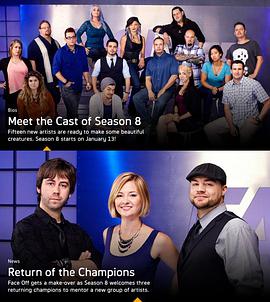 Bios
Meet the Cast of Season 8
Fifteen new artists are ready to make some beautiful
creatures. Season 8 starts on January 13!
News
Return of the Champions
Face Off gets a make-over as Season 8 welcomes three
returning champions to mentor a new group of artists.